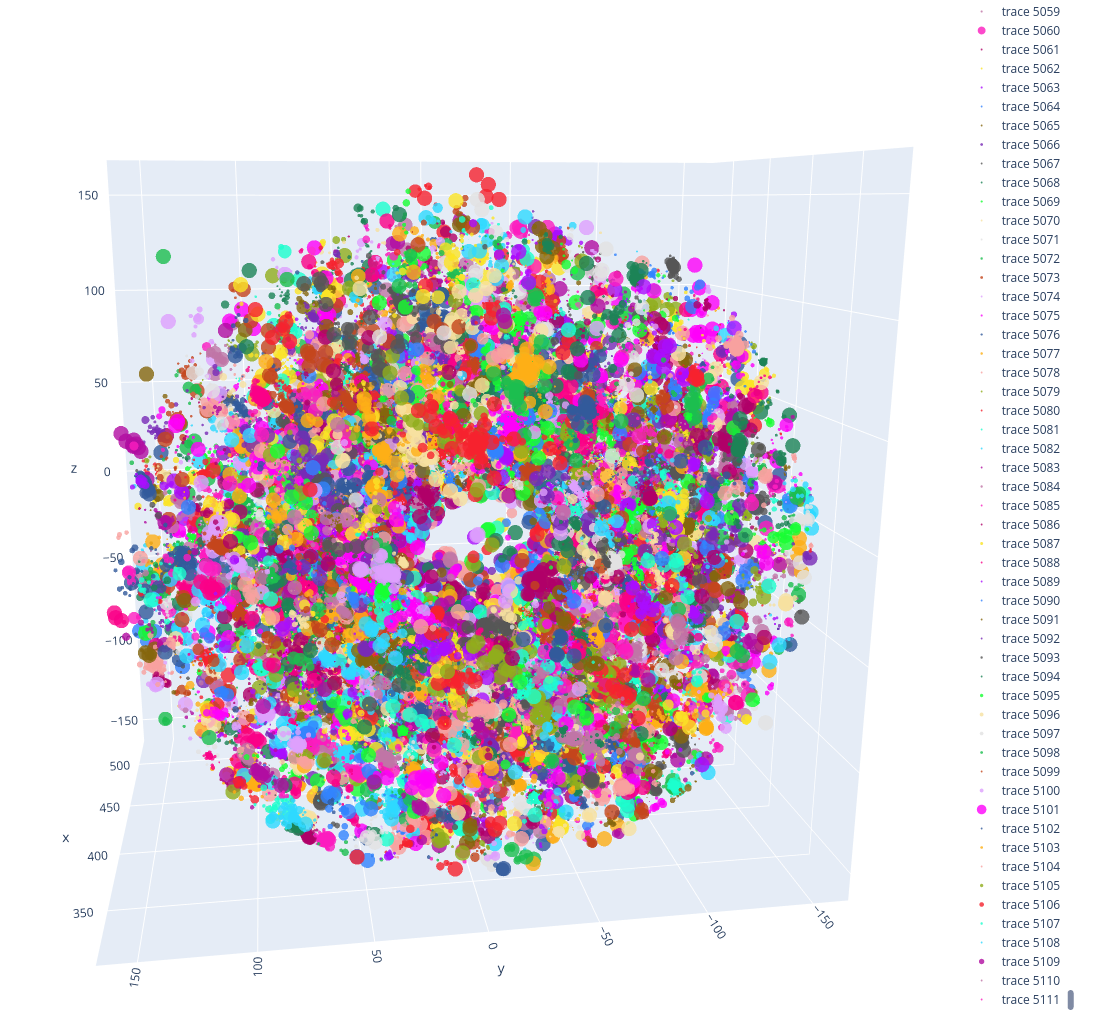 trace 5059
trace 5060
trace 5061
trace 5062
trace 5063
trace 5064
trace 5065
trace 5066
trace 5067
trace 5068
trace 5069
trace 5070
trace 5071
trace 5072
trace 5073
trace 5074
trace 5075
trace 5076
trace 5077
trace 5078
trace 5079
trace 5080
trace 5081
trace 5082
trace 5083
trace 5084
trace 5085
trace 5086
trace 5087
trace 5088
trace 5089
trace 5090
trace 5091
trace 5092
trace 5093
trace 5094
trace 5095
trace 5096
trace 5097
trace 5098
trace 5099
trace 5100
trace 5101
trace 5102
trace 5103
trace 5104
trace 5105
trace 5106
trace 5107
trace 5108
trace 5109
trace 5110
trace 5111
150
100
50
z
0
−50
−100
−150
500
450
x
400
350
150
100
50
0
−50
−100
−150
y